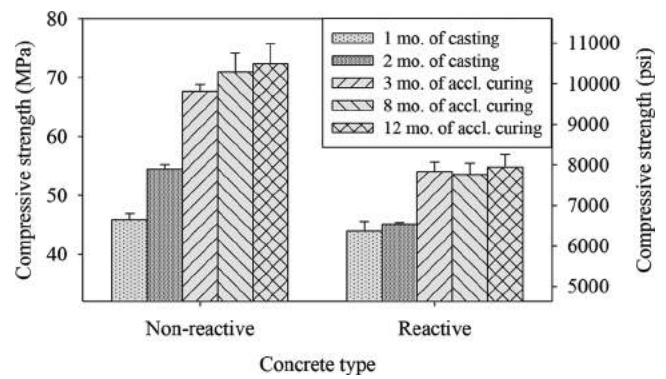 80
70
60
50
40
Compressive strength (MPa)
1 mo. of casting
2 mo. of casting
3 mo. of accl. curing
8 mo. of accl. curing
12 mo. of accl. curing
11000
10000
9000
8000
7000
6000
5000
Compressive strength (psi)
Non-reactive
Reactive
Concrete type